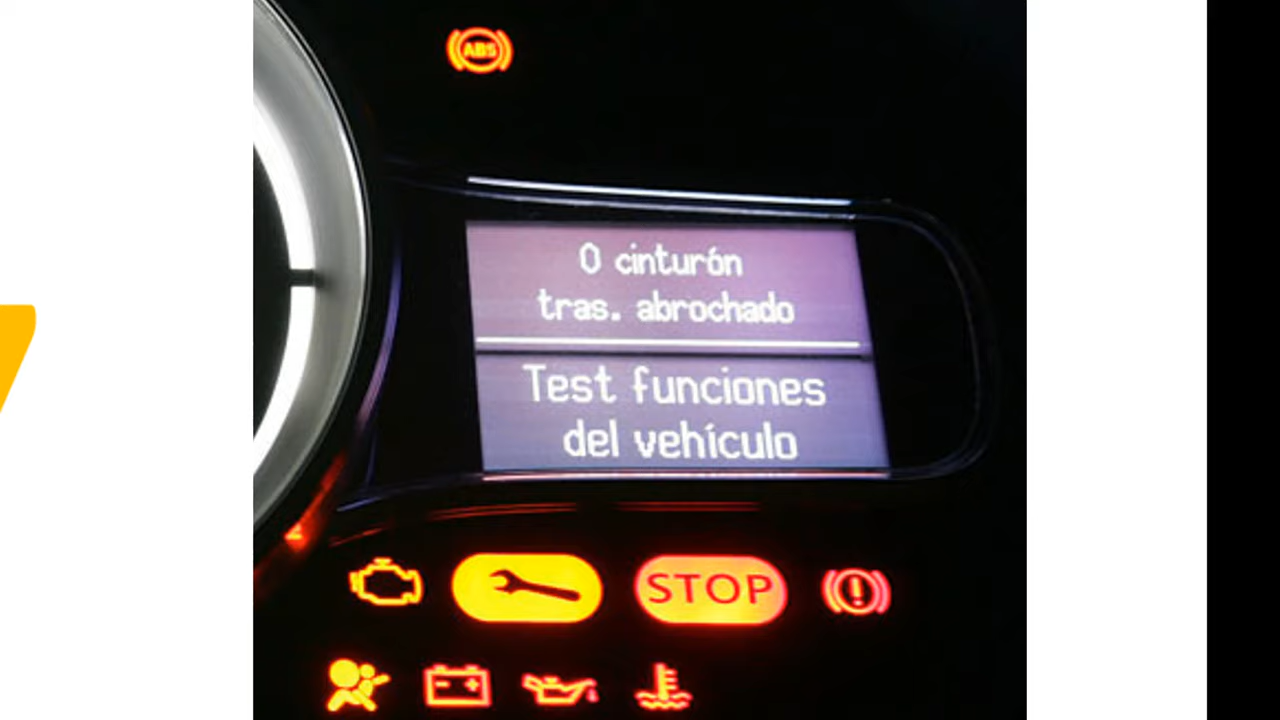 ABS
0 cinturón
tras. abrochado
Test funciones
del vehículo
STOP